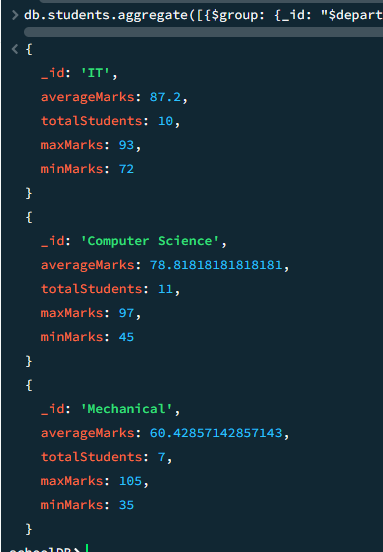 db.students.aggregate([{$group: {_id: "$depart
{
_id: 'IT',
averageMarks: 87.2,
totalStudents: 10,
maxMarks: 93,
minMarks: 72
}
{
_id: 'Computer Science',
averageMarks: 78.81818181818181,
totalStudents: 11,
maxMarks: 97,
minMarks: 45
}
{
_id: 'Mechanical',
averageMarks: 60.42857142857143,
totalStudents: 7,
maxMarks: 105,
minMarks: 35
}
schoolDB>